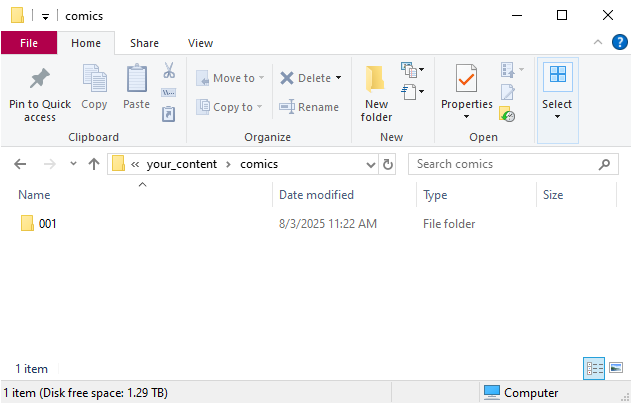 comics
File Home Share View
Pin to Quick access
Copy
Paste
Move to
Copy to
Delete
Rename
New folder
Properties
Select
Clipboard Organize New Open
« your_content › comics
Search comics
Name Date modified Type Size
001 8/3/2025 11:22 AM File folder
1 item
1 item (Disk free space: 1.29 TB) Computer